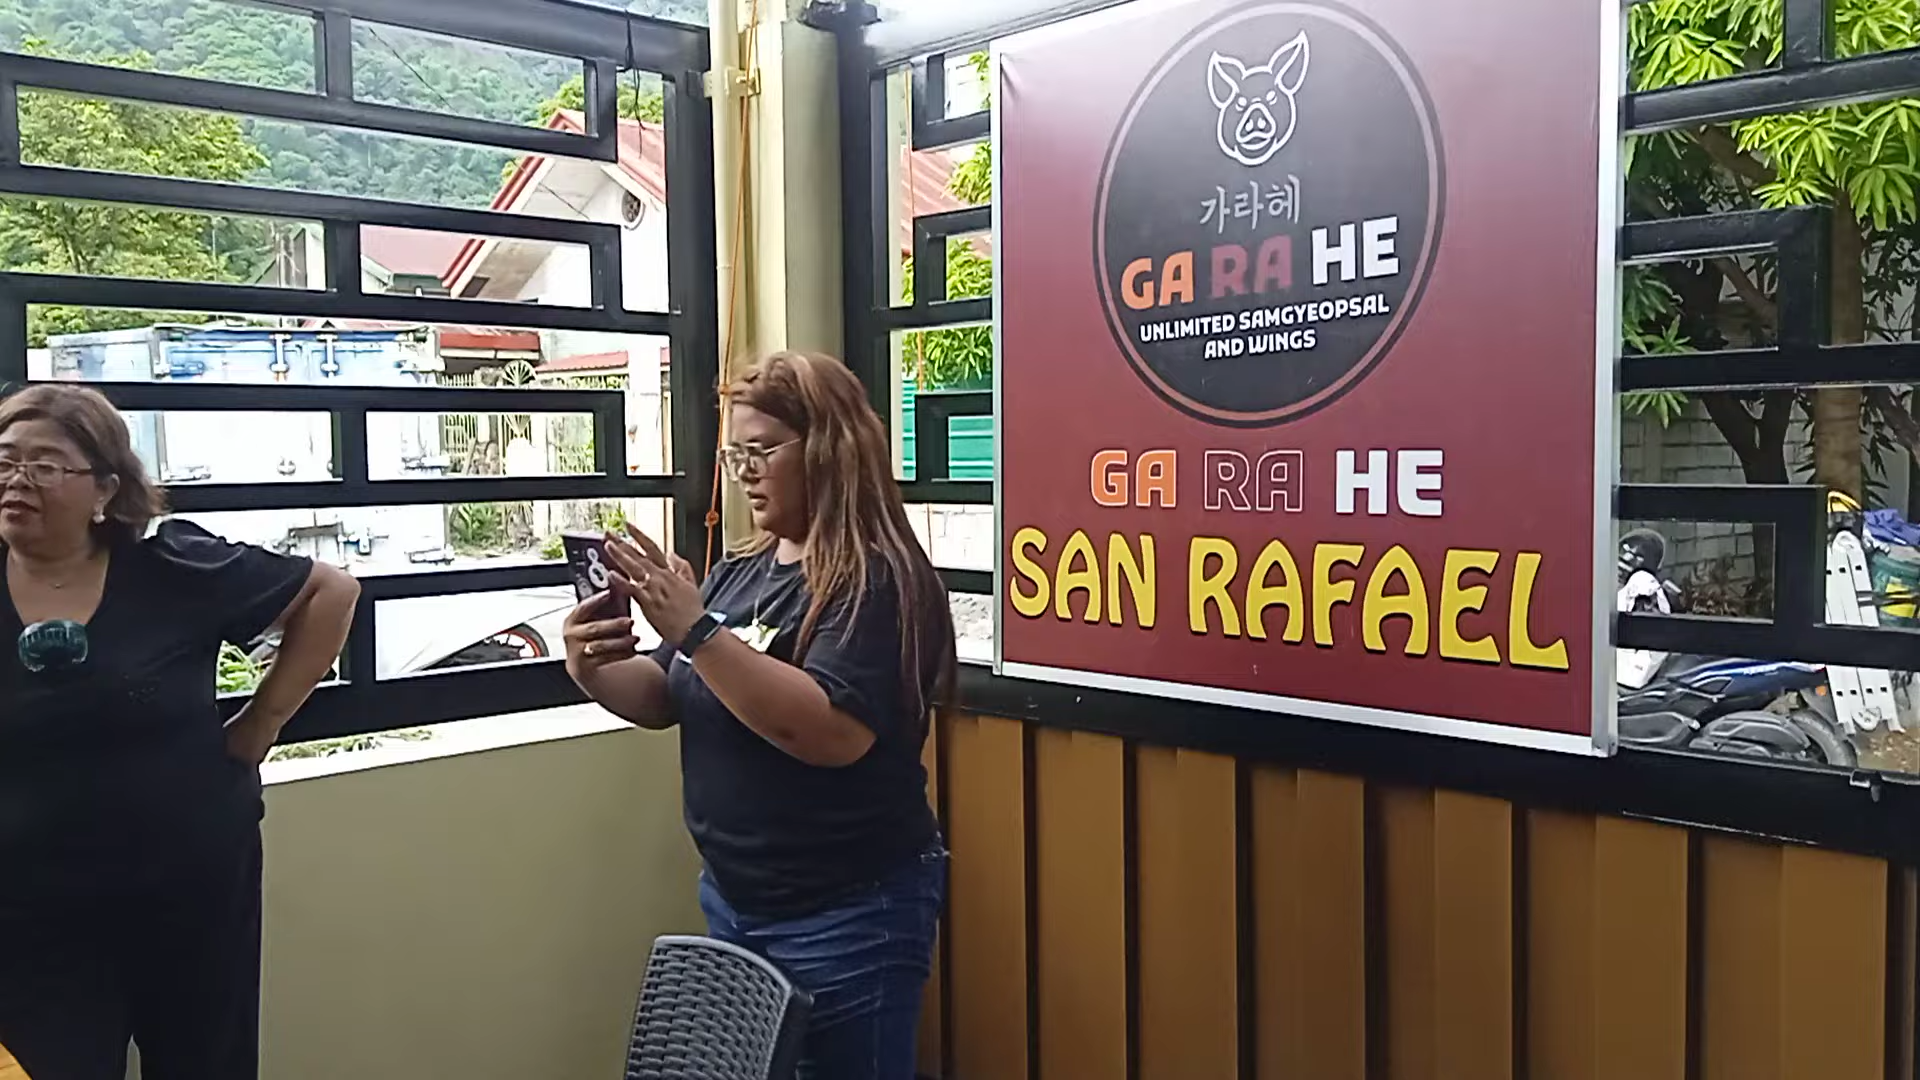 가라헤
GA RA HE
UNLIMITED SAMGYEOPSAL
AND WINGS
GA RA HE
SAN RAFAEL